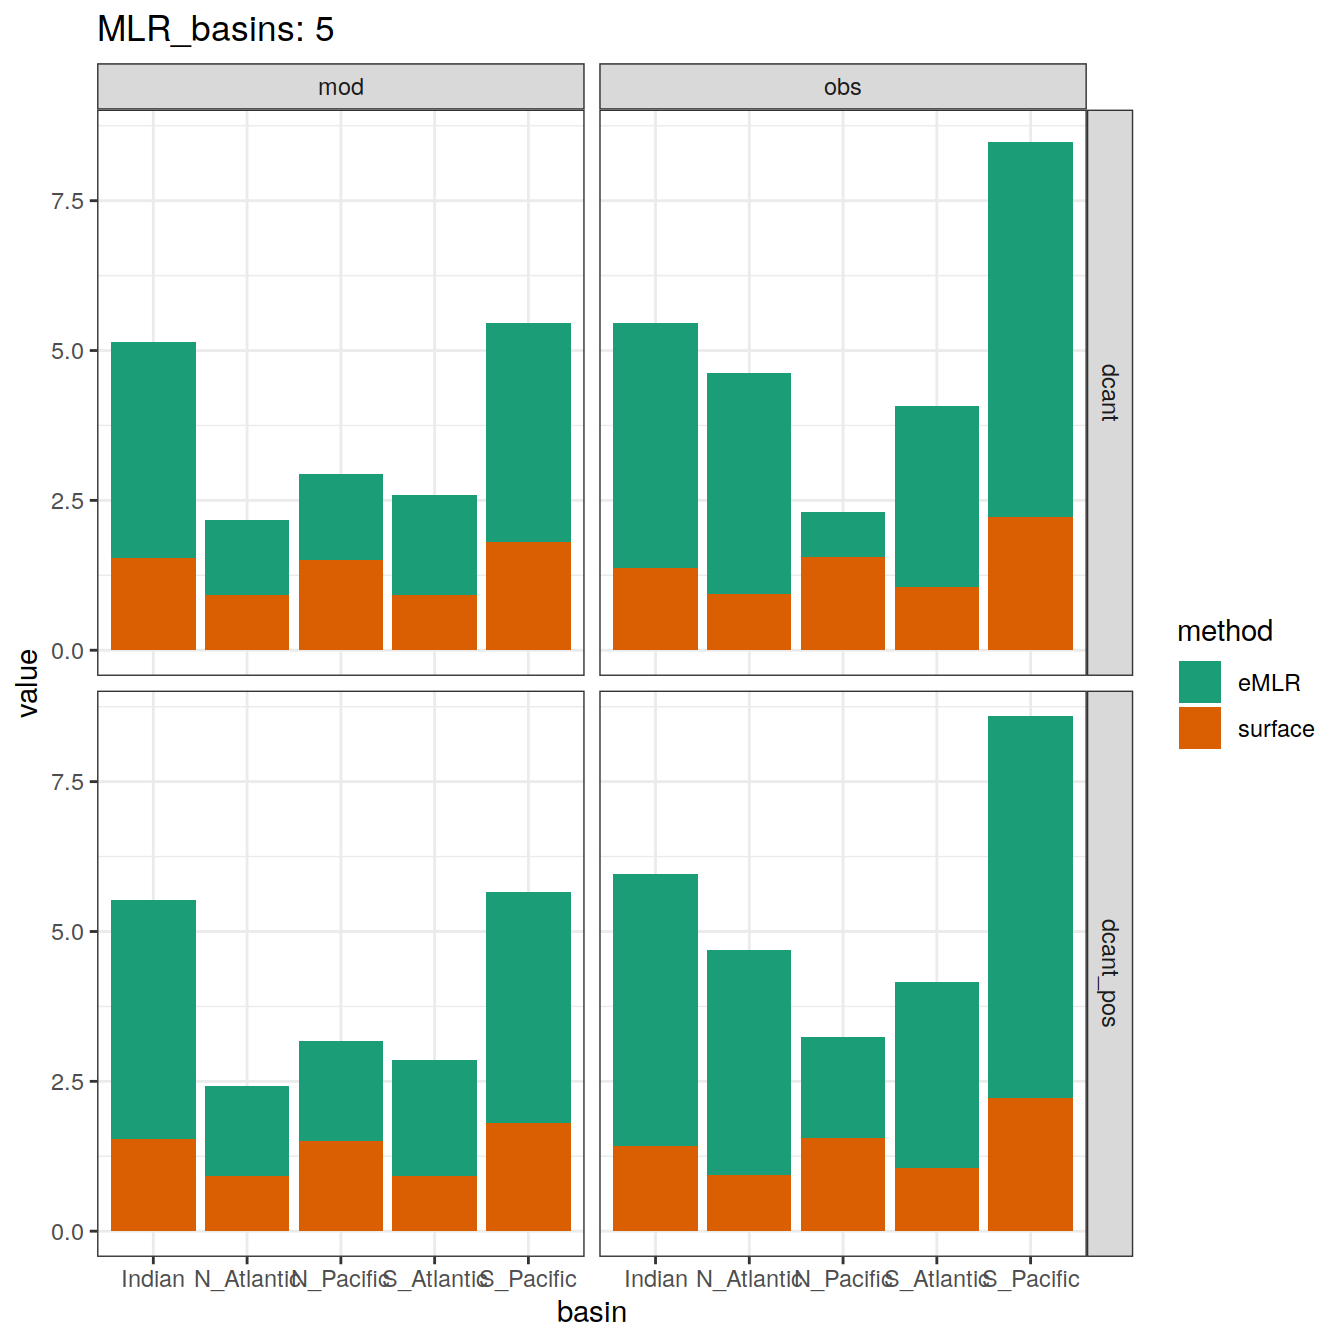 MLR_basins: 5
mod
obs
7.5
5.0
2.5
0.0
dcant
7.5
5.0
2.5
0.0
dcant_pos
value
Indian N_Atlantic N_Pacific S_Atlantic S_Pacific
Indian N_Atlantic N_Pacific S_Atlantic S_Pacific
basin
method
eMLR
surface